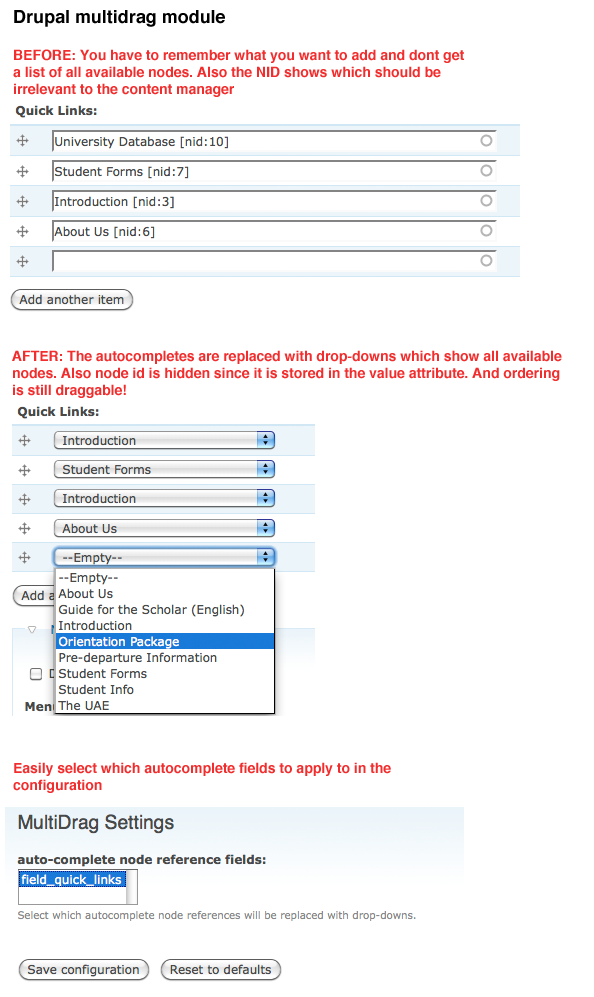 Drupal multidrag module
BEFORE: You have to remember what you want to add and dont get
a list of all available nodes. Also the NID shows which should be
irrelevant to the content manager
Quick Links:
University Database [nid:10]
Student Forms [nid:7]
Introduction [nid:3]
About Us [nid:6]
Add another item
AFTER: The autocompletes are replaced with drop-downs which show all available
nodes. Also node id is hidden since it is stored in the value attribute. And ordering
is still draggable!
Quick Links:
Introduction
Student Forms
Introduction
About Us
--Empty--
--Empty--
About Us
Guide for the Scholar (English)
Introduction
Orientation Package
Pre-departure Information
Student Forms
Student Info
The UAE
Add a
Men
Easily select which autocomplete fields to apply to in the
configuration
MultiDrag Settings
auto-complete node reference fields:
field_quick_links
Select which autocomplete node references will be replaced with drop-downs.
Save configuration
Reset to defaults